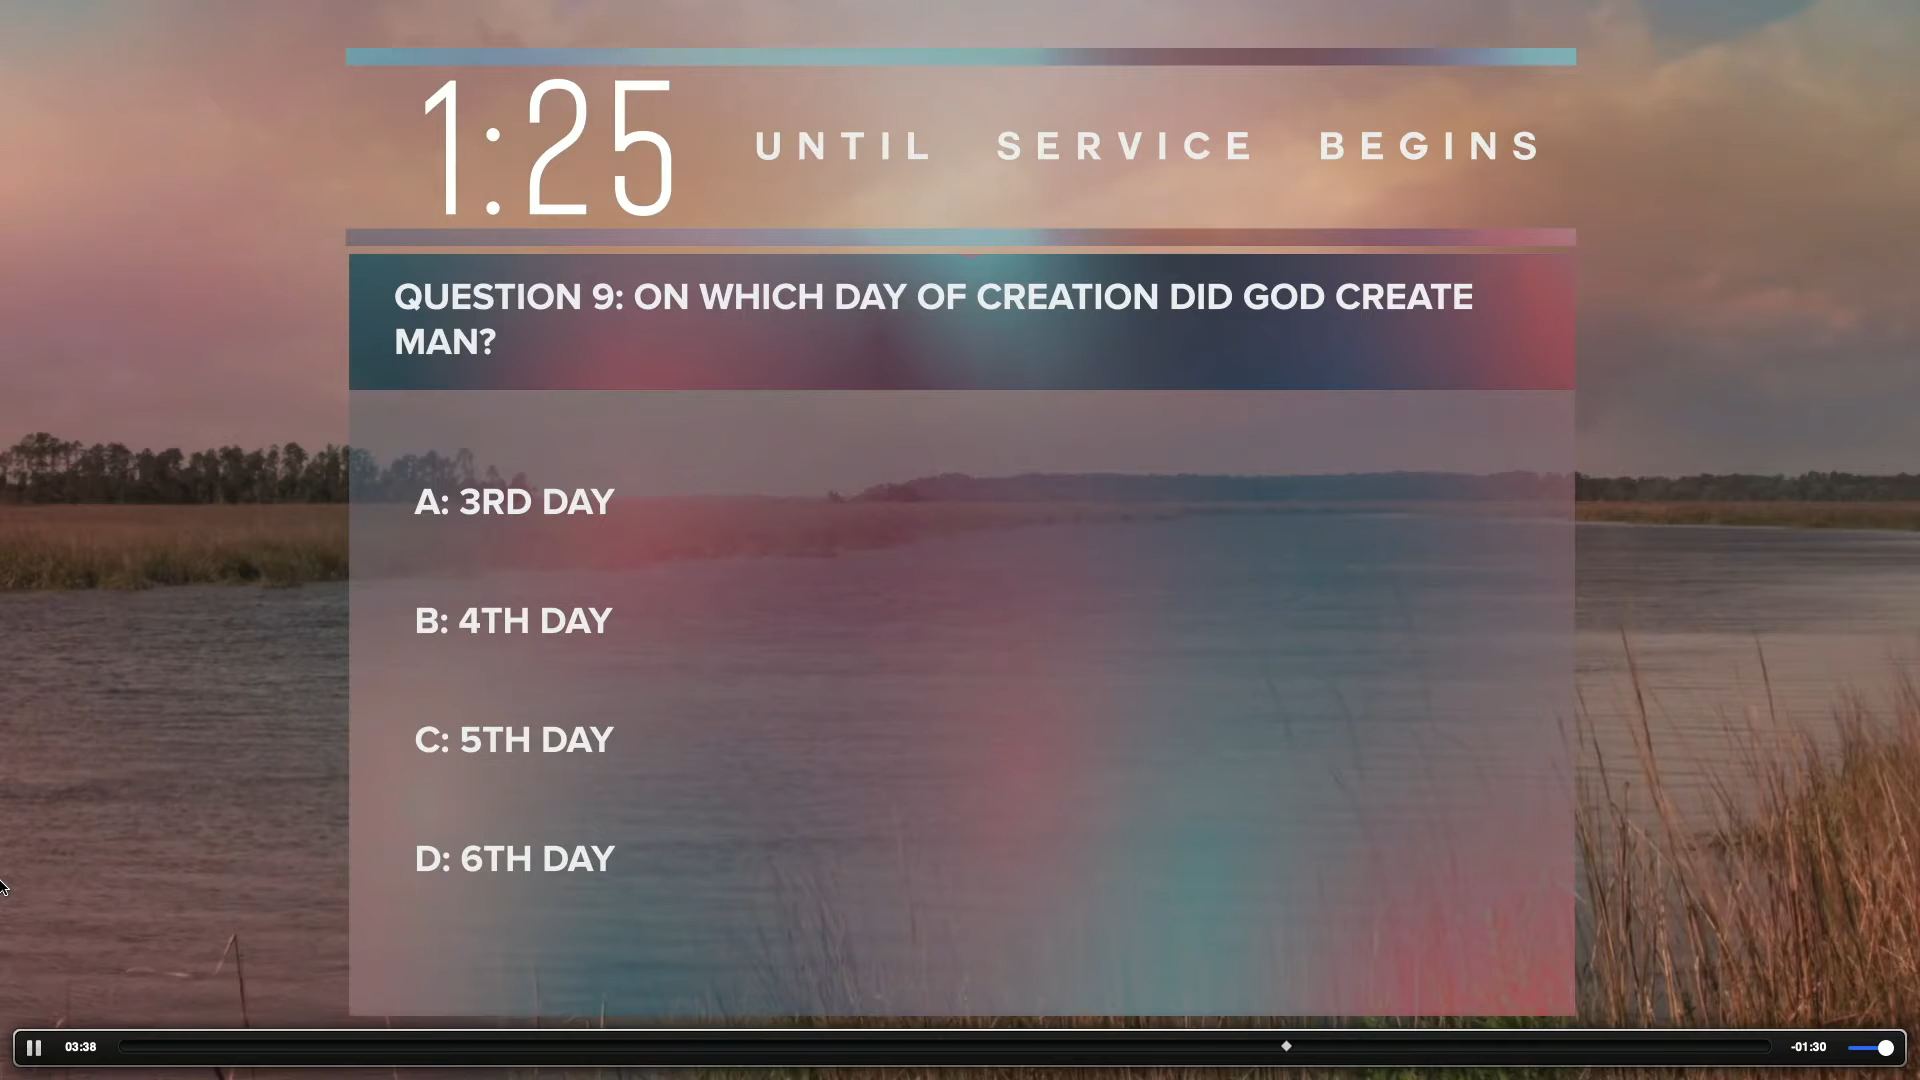 1:25 UNTIL SERVICE BEGINS
QUESTION 9: ON WHICH DAY OF CREATION DID GOD CREATE
MAN?
A: 3RD DAY
B: 4TH DAY
C: 5TH DAY
D: 6TH DAY
03:38 -01:30